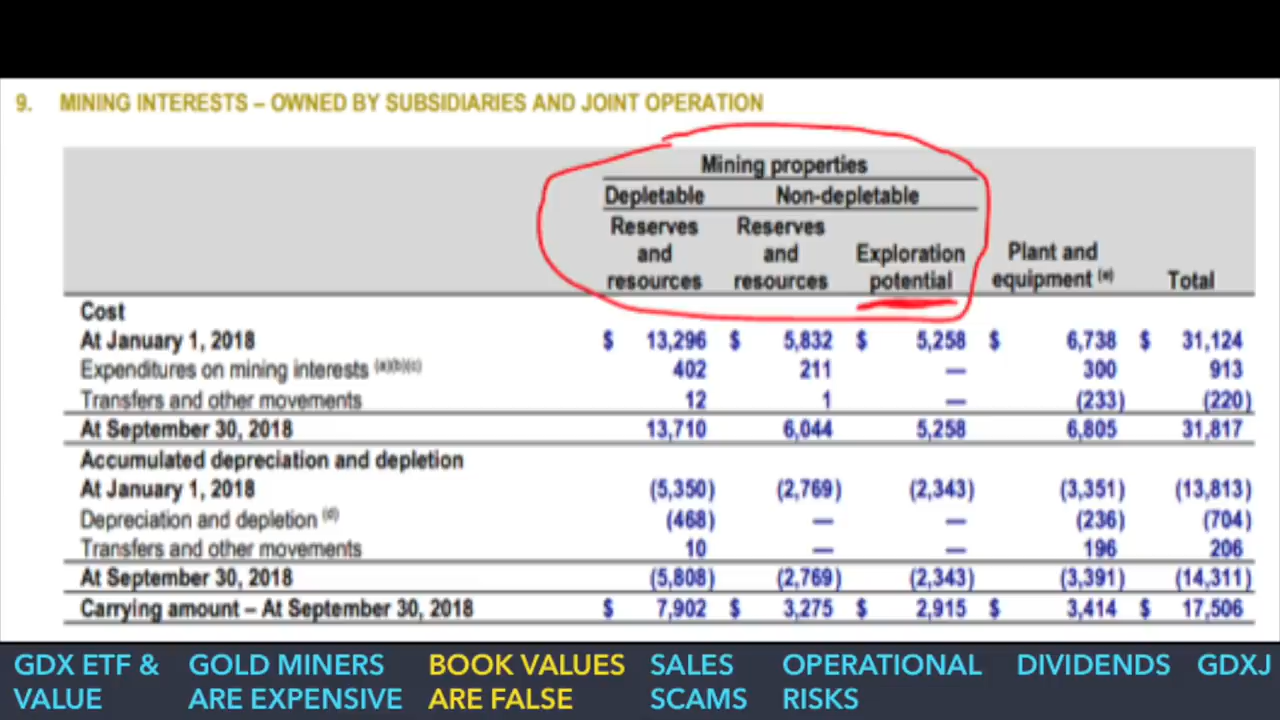 9. MINING INTERESTS – OWNED BY SUBSIDIARIES AND JOINT OPERATION
Mining properties
Depletable Non-depletable
Reserves and resources Reserves and resources Exploration potential Plant and equipment (e) Total
Cost
At January 1, 2018 $ 13,296 $ 5,832 $ 5,258 $ 6,738 $ 31,124
Expenditures on mining interests (a)(b)(c) 402 211 — 300 913
Transfers and other movements 12 1 — (233) (220)
At September 30, 2018 13,710 6,044 5,258 6,805 31,817
Accumulated depreciation and depletion
At January 1, 2018 (5,350) (2,769) (2,343) (3,351) (13,813)
Depreciation and depletion (d) (468) — — (236) (704)
Transfers and other movements 10 — — 196 206
At September 30, 2018 (5,808) (2,769) (2,343) (3,391) (14,311)
Carrying amount – At September 30, 2018 $ 7,902 $ 3,275 $ 2,915 $ 3,414 $ 17,506
GDX ETF & VALUE
GOLD MINERS ARE EXPENSIVE
BOOK VALUES ARE FALSE
SALES SCAMS
OPERATIONAL RISKS
DIVIDENDS
GDXJ